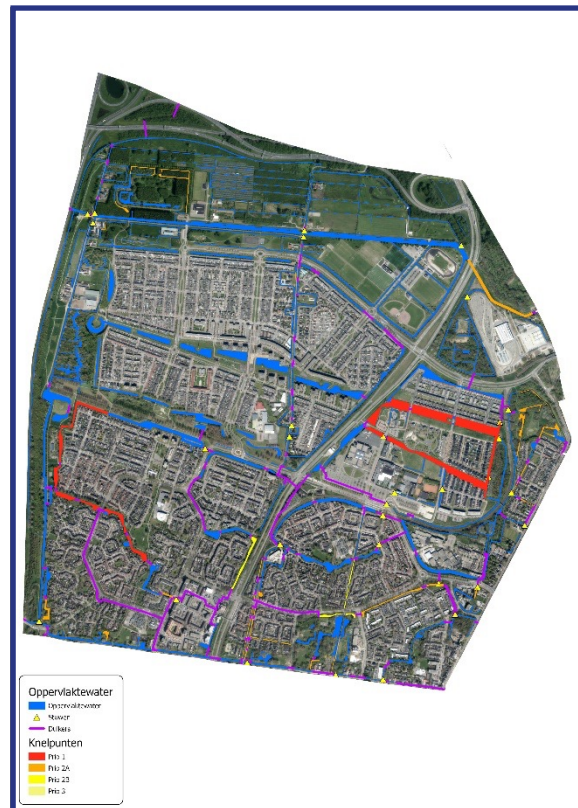 Oppervlaktewater
Oppervlaktewater
Stuwen
Duikers
Knelpunten
Prio 1
Prio 2A
Prio 2B
Prio 3